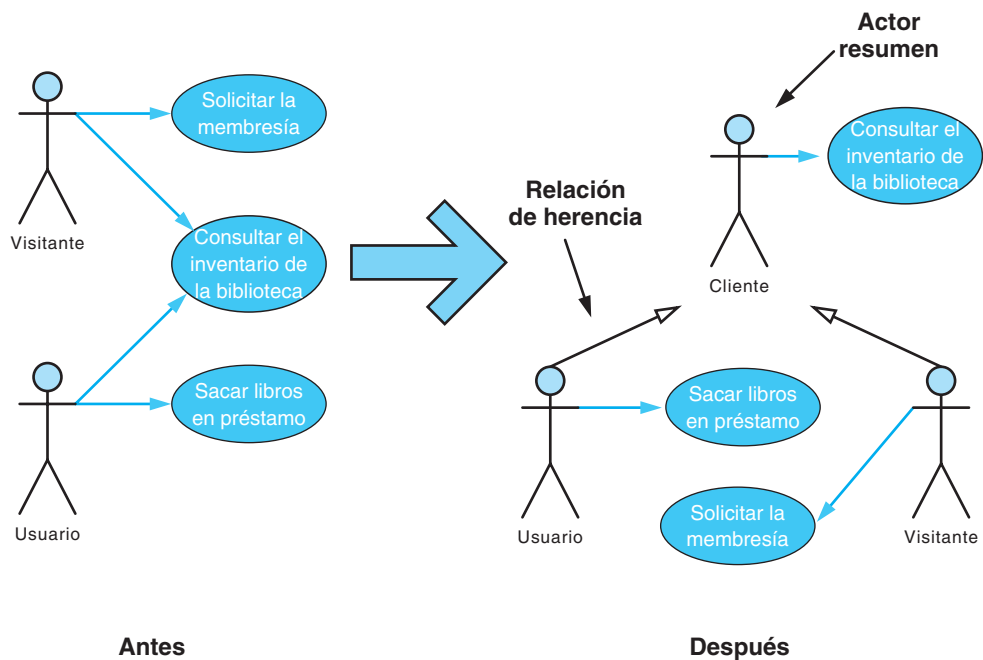 Solicitar la
membresía
Visitante
Consultar el
inventario de
la biblioteca
Sacar libros
en préstamo
Usuario
Antes
Actor
resumen
Consultar el
inventario de
la biblioteca
Relación
de herencia
Cliente
Sacar libros
en préstamo
Solicitar la
membresía
Usuario
Visitante
Después